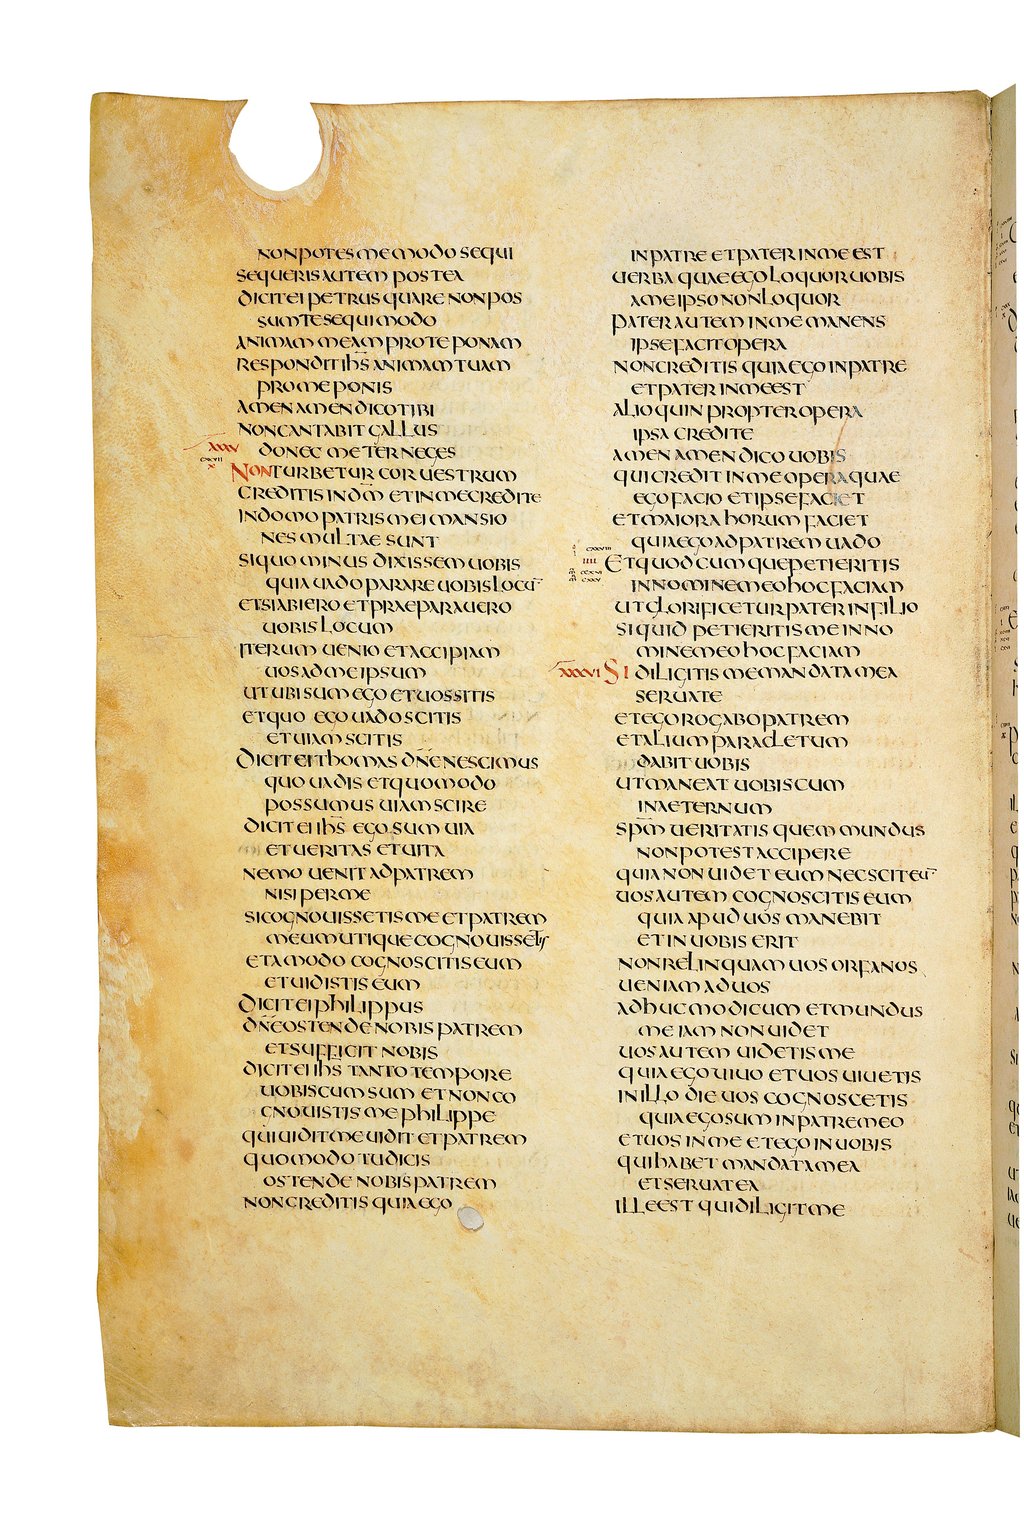 NON POTES ME MODO SEQUI
SEQUERIS AUTEM POSTEA
DICIT EI PETRUS QUARE NON POS
SUM TE SEQUI MODO
ANIMAM MEAM PRO TE PONAM
RESPONDIT IHS̄ ANIMAM TUAM
PRO ME PONIS
AMEN AMEN DICO TIBI
NON CANTABIT GALLUS
XXXV DONEC ME TER NEGES
NON TURBETUR COR UESTRUM
CREDITIS IN DM̄ ET IN ME CREDITE
IN DOMO PATRIS MEI MANSIO
NES MULTAE SUNT
SI QUO MINUS DIXISSEM UOBIS
QUIA UADO PARARE UOBIS LOCŪ
ET SI ABIERO ET PRAEPARAUERO
UOBIS LOCUM
ITERUM UENIO ET ACCIPIAM
UOS AD ME IPSUM
UT UBI SUM EGO ET UOS SITIS
ET QUO EGO UADO SCITIS
ET UIAM SCITIS
DICIT EI THOMAS DN̄E NESCIMUS
QUO UADIS ET QUOMODO
POSSUMUS UIAM SCIRE
DICIT EI IHS̄ EGO SUM UIA
ET UERITAS ET UITA
NEMO UENIT AD PATREM
NISI PER ME
SI COGNOUISSETIS ME ET PATREM
MEUM UTIQUE COGNOUISSETIS
ET AMODO COGNOSCITIS EUM
ET UIDISTIS EUM
DICIT EI PHILIPPUS
DN̄E OSTENDE NOBIS PATREM
ET SUFFICIT NOBIS
DICIT EI IHS̄ TANTO TEMPORE
UOBISCUM SUM ET NON CO
GNOUISTIS ME PHILIPPE
QUI UIDIT ME UIDIT ET PATREM
QUOMODO TU DICIS
OSTENDE NOBIS PATREM
NON CREDITIS QUIA EGO
IN PATRE ET PATER IN ME EST
UERBA QUAE EGO LOQUOR UOBIS
A ME IPSO NON LOQUOR
PATER AUTEM IN ME MANENS
IPSE FACIT OPERA
NON CREDITIS QUIA EGO IN PATRE
ET PATER IN ME EST
ALIOQUIN PROPTER OPERA
IPSA CREDITE
AMEN AMEN DICO UOBIS
QUI CREDIT IN ME OPERA QUAE
EGO FACIO ET IPSE FACIET
ET MAIORA HORUM FACIET
QUIA EGO AD PATREM UADO
ET QUODCUMQUE PETIERITIS
IN NOMINE MEO HOC FACIAM
UT GLORIFICETUR PATER IN FILIO
SI QUID PETIERITIS ME IN NO
MINE MEO HOC FACIAM
XXXVI SI DILIGITIS ME MANDATA MEA
SERUATE
ET EGO ROGABO PATREM
ET ALIUM PARACLETUM
DABIT UOBIS
UT MANEAT UOBISCUM
IN AETERNUM
SPM̄ UERITATIS QUEM MUNDUS
NON POTEST ACCIPERE
QUIA NON UIDET EUM NEC SCIT EŪ
UOS AUTEM COGNOSCITIS EUM
QUIA APUD UOS MANEBIT
ET IN UOBIS ERIT
NON RELINQUAM UOS ORFANOS
UENIAM AD UOS
ADHUC MODICUM ET MUNDUS
ME IAM NON UIDET
UOS AUTEM UIDETIS ME
QUIA EGO UIUO ET UOS UIUETIS
IN ILLO DIE UOS COGNOSCETIS
QUIA EGO SUM IN PATRE MEO
ET UOS IN ME ET EGO IN UOBIS
QUI HABET MANDATA MEA
ET SERUAT EA
ILLE EST QUI DILIGIT ME